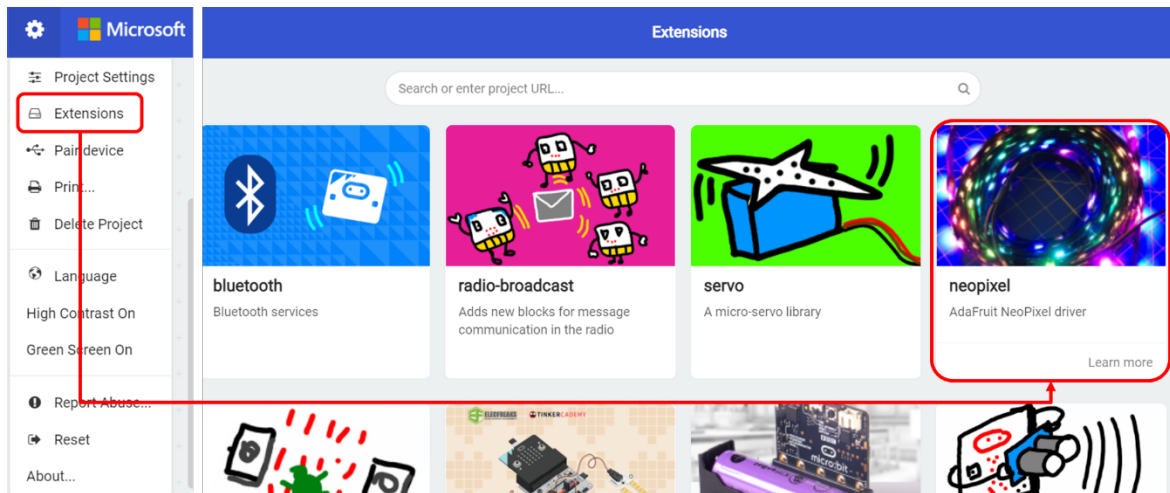 Microsoft
Project Settings
Extensions
Pair device
Print...
Delete Project
Language
High Contrast On
Green Screen On
Report Abuse...
Reset
About...
Extensions
Search or enter project URL...
bluetooth
Bluetooth services
radio-broadcast
Adds new blocks for message
communication in the radio
servo
A micro-servo library
neopixel
AdaFruit NeoPixel driver
Learn more
ELECFREAKS TINKERCADEMY
BBC
micro:bit